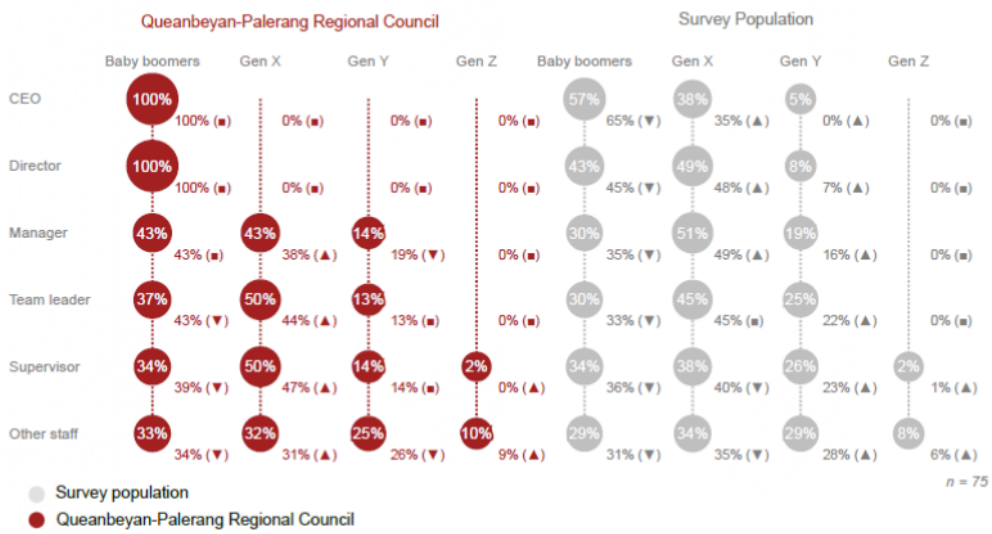 Queanbeyan-Palerang Regional Council Survey Population
Baby boomers Gen X Gen Y Gen Z Baby boomers Gen X Gen Y Gen Z
CEO 100% 57% 38% 5%
100% (■) 0% (■) 0% (■) 0% (■) 65% (▼) 35% (▲) 0% (▲) 0% (■)
Director 100% 43% 49% 8%
100% (■) 0% (■) 0% (■) 0% (■) 45% (▼) 48% (▲) 7% (▲) 0% (■)
Manager 43% 43% 14% 30% 51% 19%
43% (■) 38% (▲) 19% (▼) 0% (■) 35% (▼) 49% (▲) 16% (▲) 0% (■)
Team leader 37% 50% 13% 30% 45% 25%
43% (▼) 44% (▲) 13% (■) 0% (■) 33% (▼) 45% (■) 22% (▲) 0% (■)
Supervisor 34% 50% 14% 2% 34% 38% 26% 2%
39% (▼) 47% (▲) 14% (■) 0% (▲) 36% (▼) 40% (▼) 23% (▲) 1% (▲)
Other staff 33% 32% 25% 10% 29% 34% 29% 8%
34% (▼) 31% (▲) 26% (▼) 9% (▲) 31% (▼) 35% (▼) 28% (▲) 6% (▲)
n = 75
Survey population
Queanbeyan-Palerang Regional Council